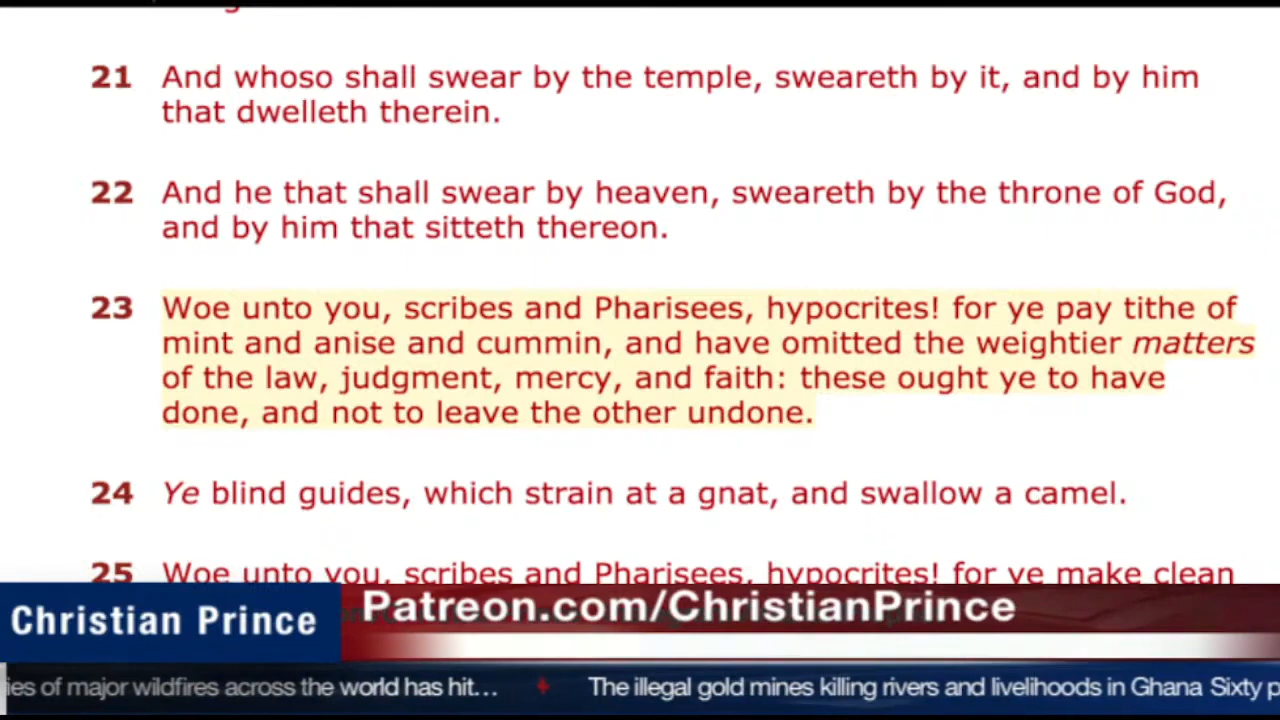 21 And whoso shall swear by the temple, sweareth by it, and by him
that dwelleth therein.
22 And he that shall swear by heaven, sweareth by the throne of God,
and by him that sitteth thereon.
23 Woe unto you, scribes and Pharisees, hypocrites! for ye pay tithe of
mint and anise and cummin, and have omitted the weightier matters
of the law, judgment, mercy, and faith: these ought ye to have
done, and not to leave the other undone.
24 Ye blind guides, which strain at a gnat, and swallow a camel.
25 Woe unto you, scribes and Pharisees, hypocrites! for ye make clean
Christian Prince
Patreon.com/ChristianPrince
ies of major wildfires across the world has hit... The illegal gold mines killing rivers and livelihoods in Ghana Sixty p